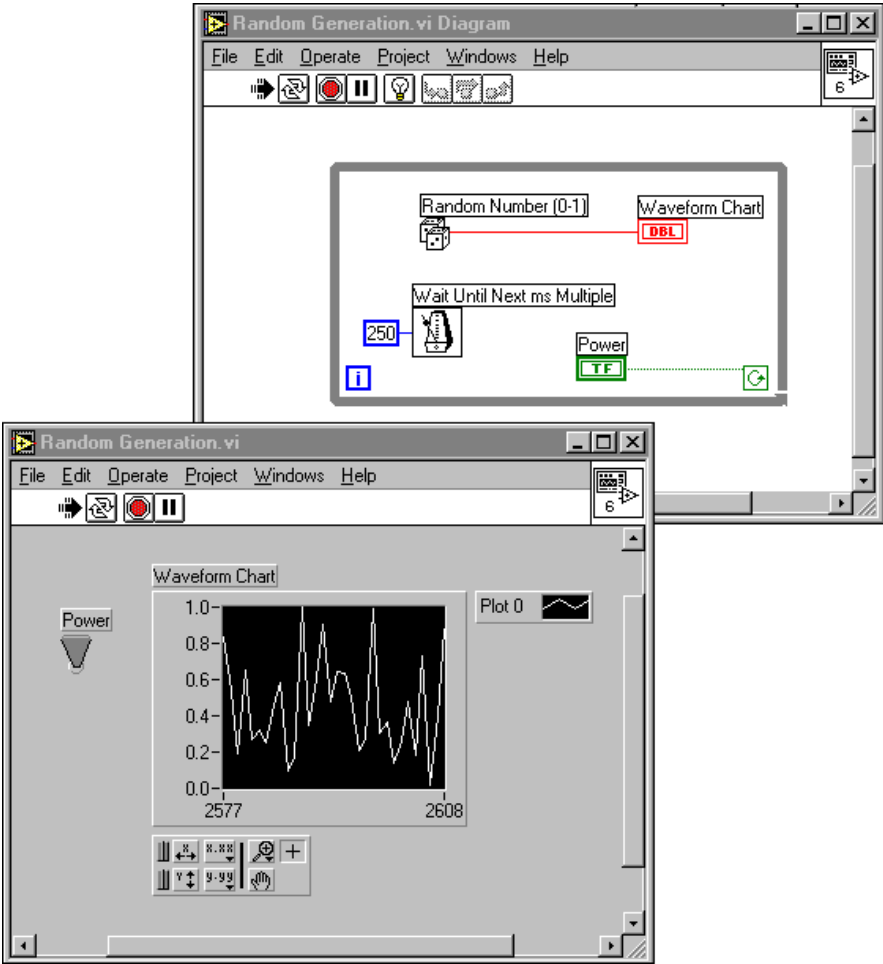 Random Generation.vi Diagram
File Edit Operate Project Windows Help
6
Random Number (0-1)
Waveform Chart
DBL
Wait Until Next ms Multiple
250
Power
TF
i
Random Generation.vi
File Edit Operate Project Windows Help
6
Waveform Chart
Power
Plot 0
1.0
0.8
0.6
0.4
0.2
0.0
2577
2608
X
X.XX
Y
Y.YY